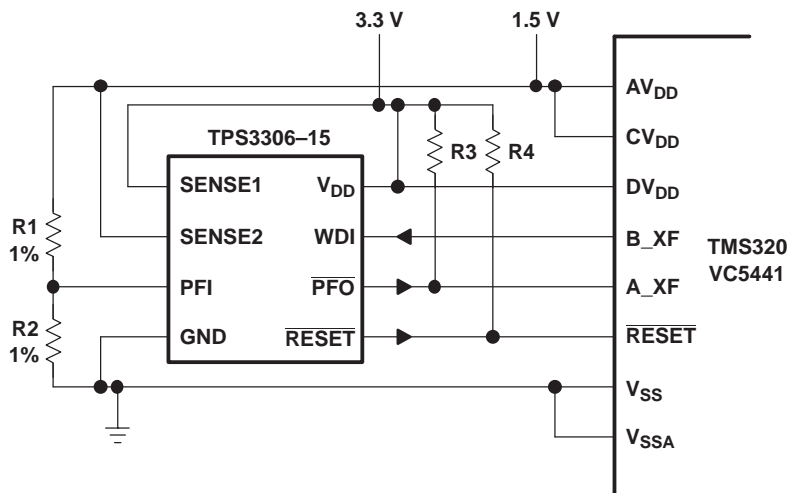 3.3 V
1.5 V
AVDD
TPS3306–15
CVDD
R3
R4
SENSE1
VDD
DVDD
R1
1%
SENSE2
WDI
B_XF
TMS320
VC5441
PFI
PFO
A_XF
R2
1%
GND
RESET
RESET
VSS
VSSA